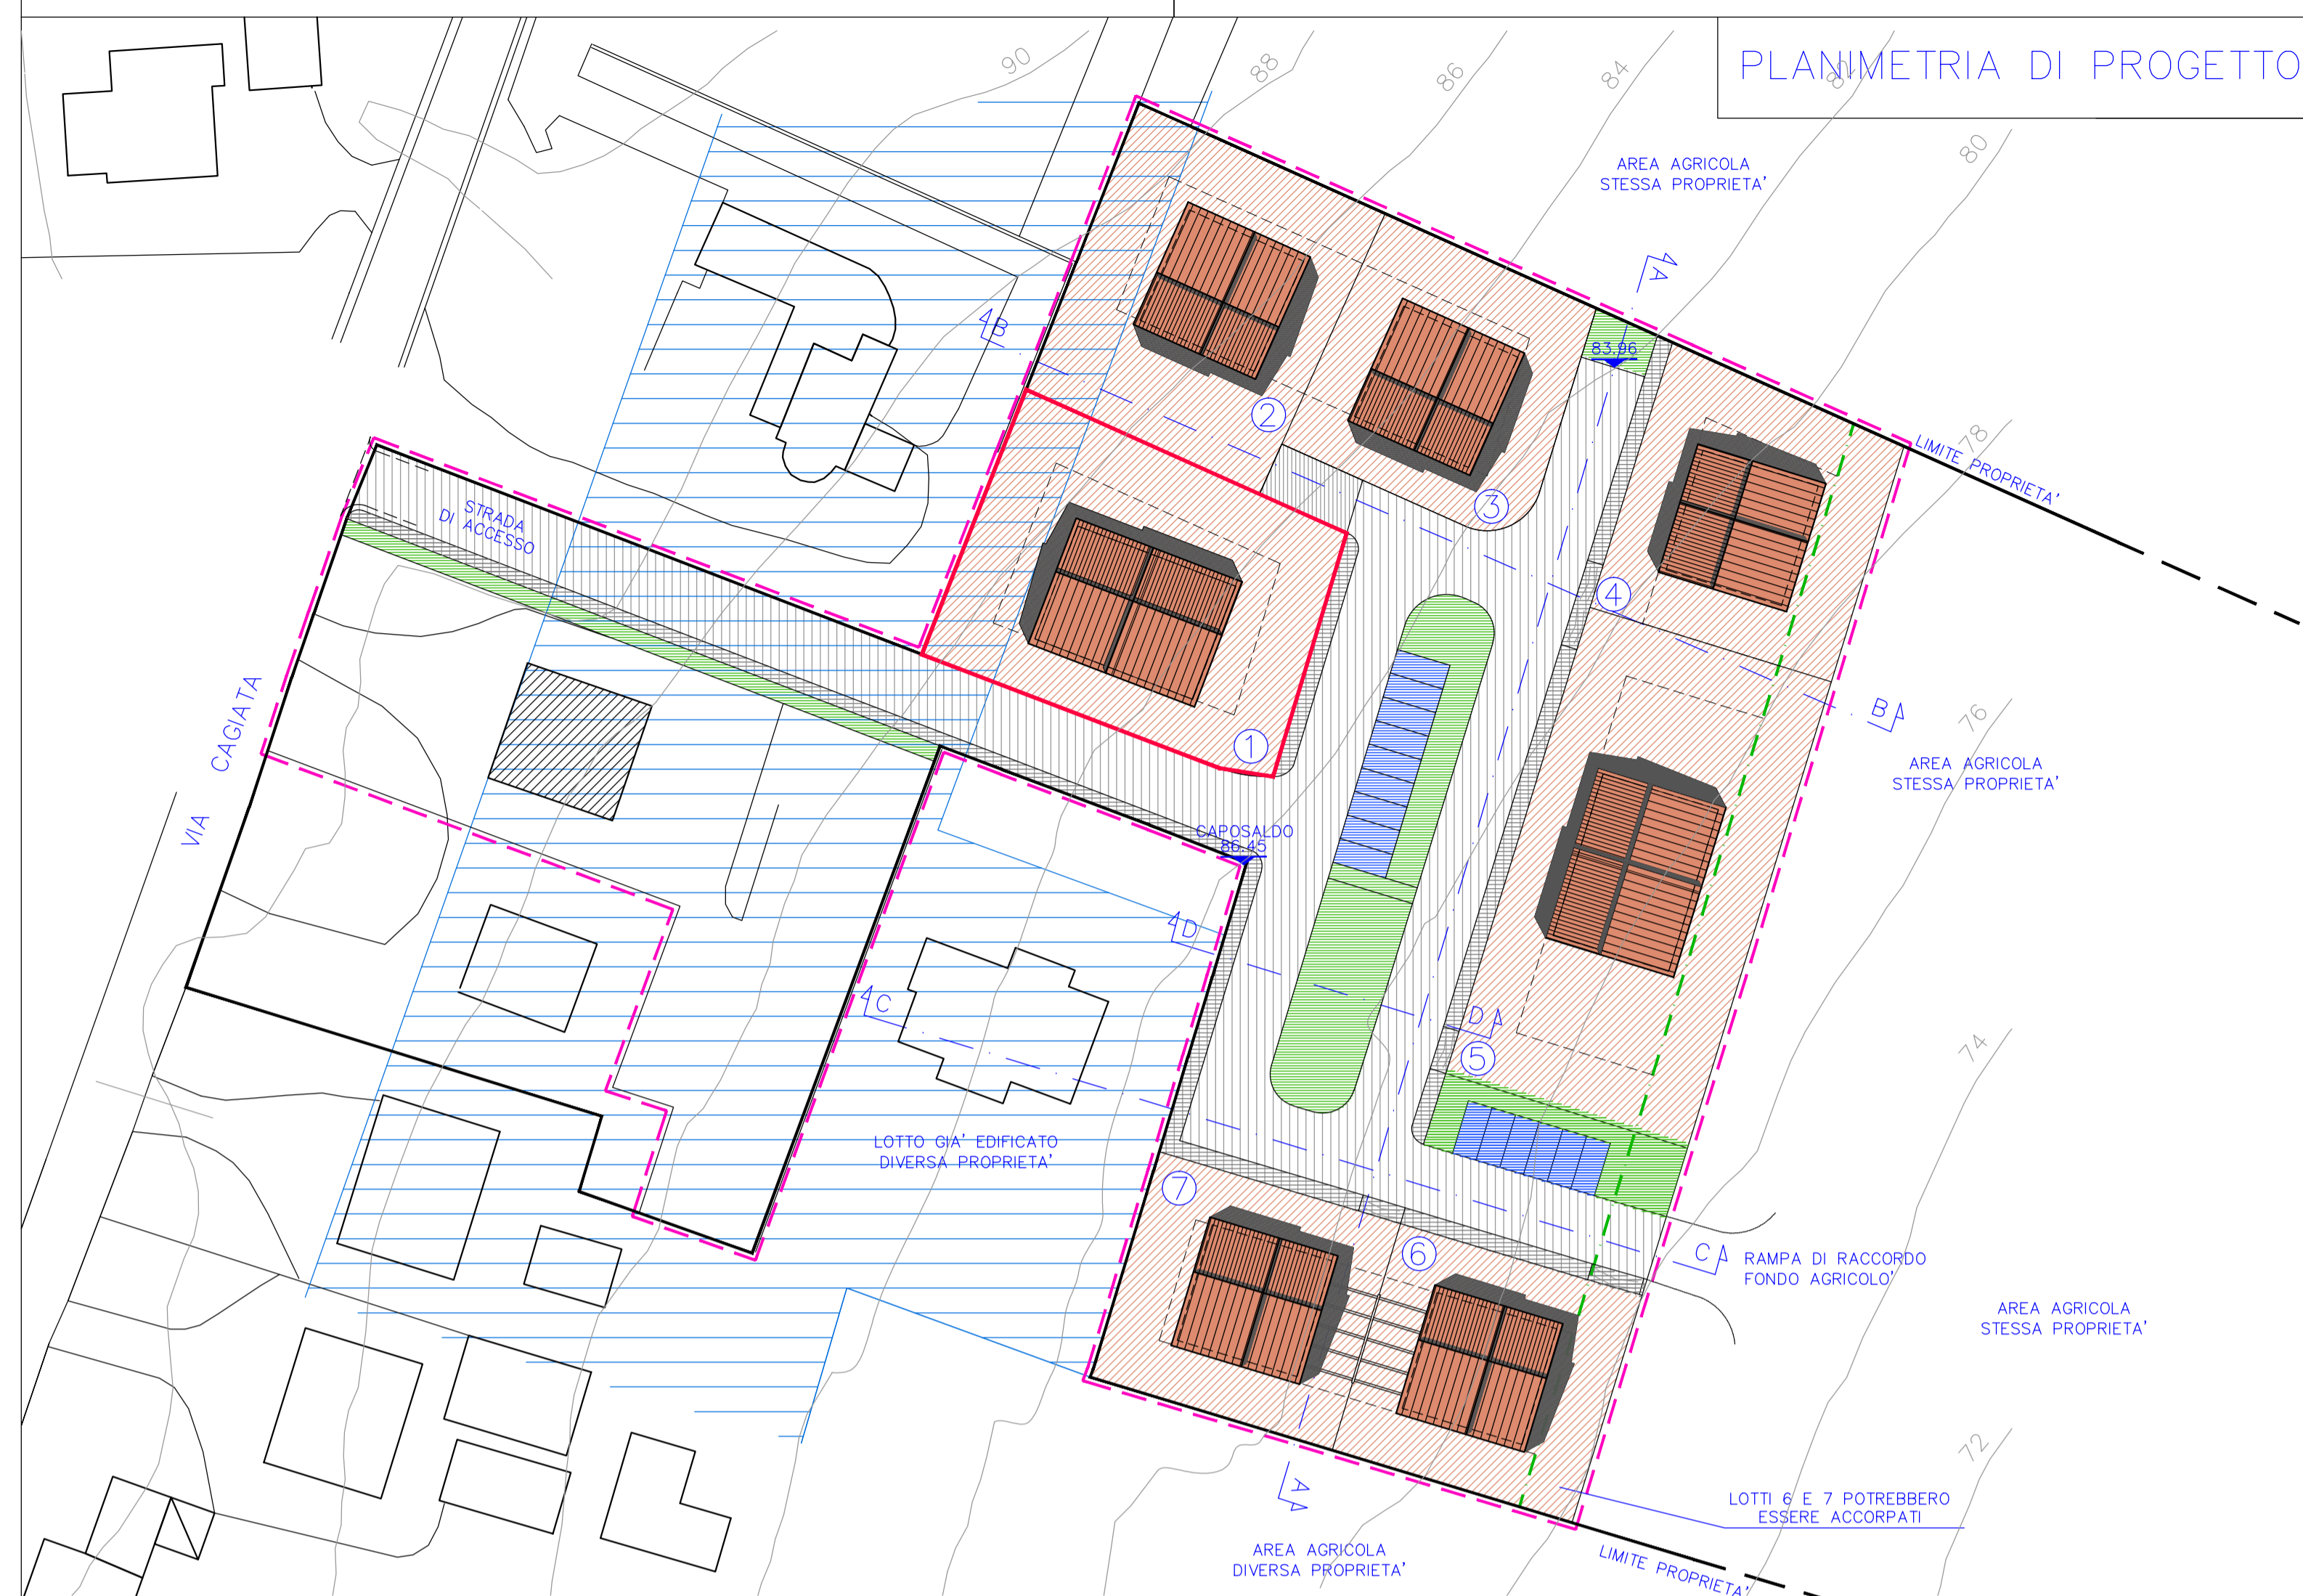 PLANIMETRIA DI PROGETTO
90
88
86
84
82
80
AREA AGRICOLA
STESSA PROPRIETA'
A
B
83.96
2
3
LIMITE PROPRIETA'
78
STRADA
DI ACCESSO
4
VIA CAGIATA
1
B
76
AREA AGRICOLA
STESSA PROPRIETA'
CAPOSALDO
86.45
D
C
D
5
74
LOTTO GIA' EDIFICATO
DIVERSA PROPRIETA'
7
6
C
RAMPA DI RACCORDO
FONDO AGRICOLO'
AREA AGRICOLA
STESSA PROPRIETA'
72
A
LOTTI 6 E 7 POTREBBERO
ESSERE ACCORPATI
AREA AGRICOLA
DIVERSA PROPRIETA'
LIMITE PROPRIETA'